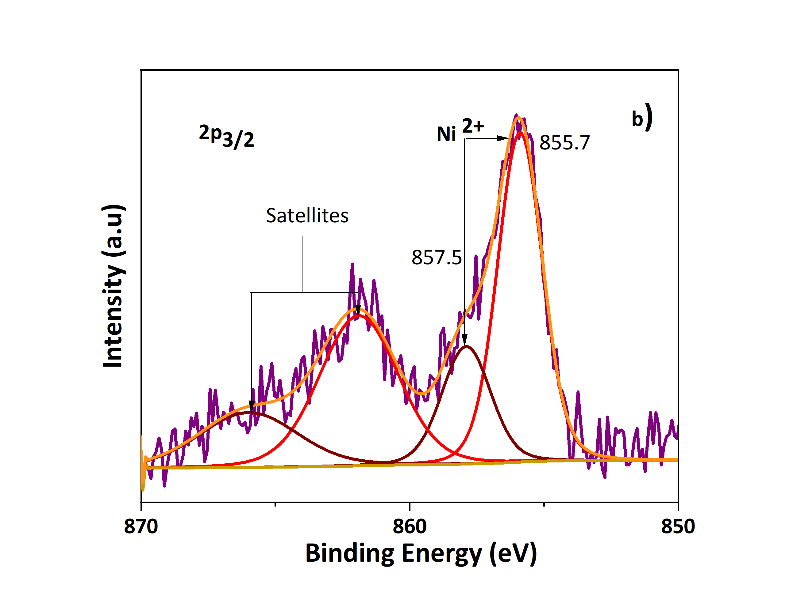 b)
2p3/2
Ni 2+
855.7
Satellites
857.5
Intensity (a.u)
870
860
850
Binding Energy (eV)